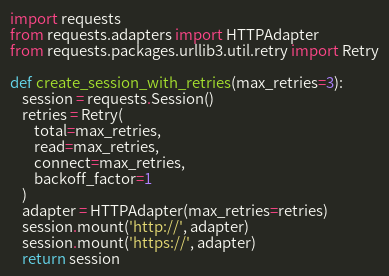 import requests
from requests.adapters import HTTPAdapter
from requests.packages.urllib3.util.retry import Retry

def create_session_with_retries(max_retries=3):
    session = requests.Session()
    retries = Retry(
        total=max_retries,
        read=max_retries,
        connect=max_retries,
        backoff_factor=1
    )
    adapter = HTTPAdapter(max_retries=retries)
    session.mount('http://', adapter)
    session.mount('https://', adapter)
    return session